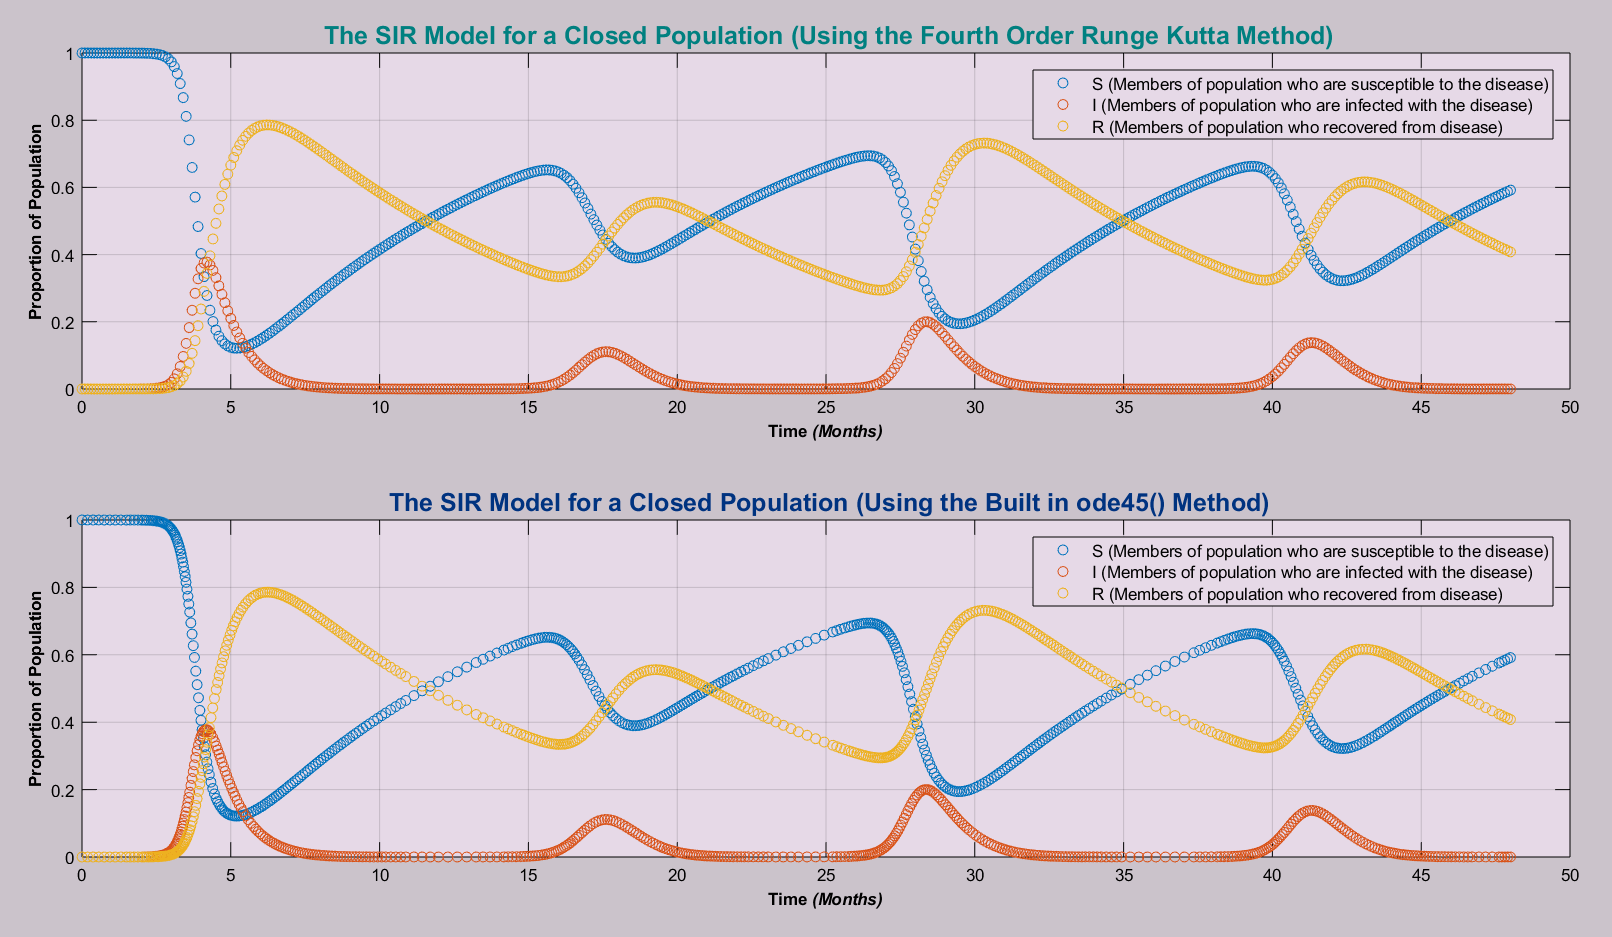 The SIR Model for a Closed Population (Using the Fourth Order Runge Kutta Method)
1
0.8
0.6
0.4
0.2
0
Proportion of Population
S (Members of population who are susceptible to the disease)
I (Members of population who are infected with the disease)
R (Members of population who recovered from disease)
0 5 10 15 20 25 30 35 40 45 50
Time (Months)
The SIR Model for a Closed Population (Using the Built in ode45() Method)
1
0.8
0.6
0.4
0.2
0
Proportion of Population
S (Members of population who are susceptible to the disease)
I (Members of population who are infected with the disease)
R (Members of population who recovered from disease)
0 5 10 15 20 25 30 35 40 45 50
Time (Months)